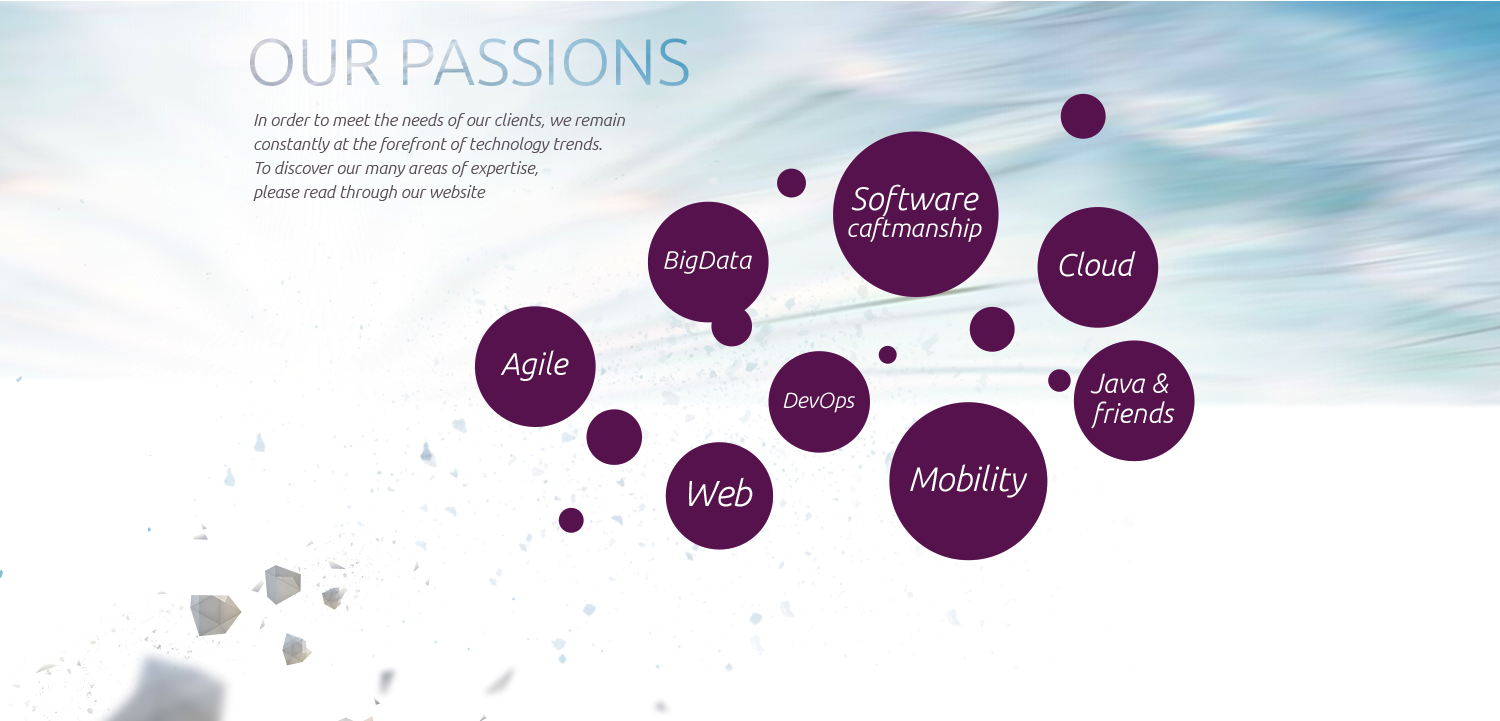 OUR PASSIONS
In order to meet the needs of our clients, we remain
constantly at the forefront of technology trends.
To discover our many areas of expertise,
please read through our website
Software
caftmanship
BigData
Cloud
Agile
DevOps
Java &
friends
Web
Mobility